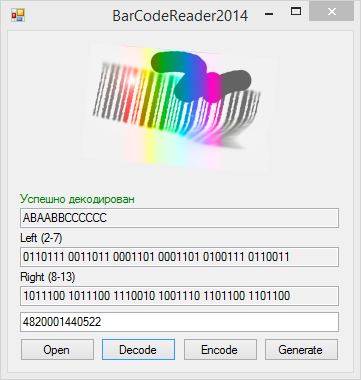 BarCodeReader2014
Успешно декодирован
ABAABBCCCCCC
Left (2-7)
0110111 0011011 0001101 0001101 0100111 0110011
Right (8-13)
1011100 1011100 1110010 1001110 1101100 1101100
4820001440522
Open Decode Encode Generate